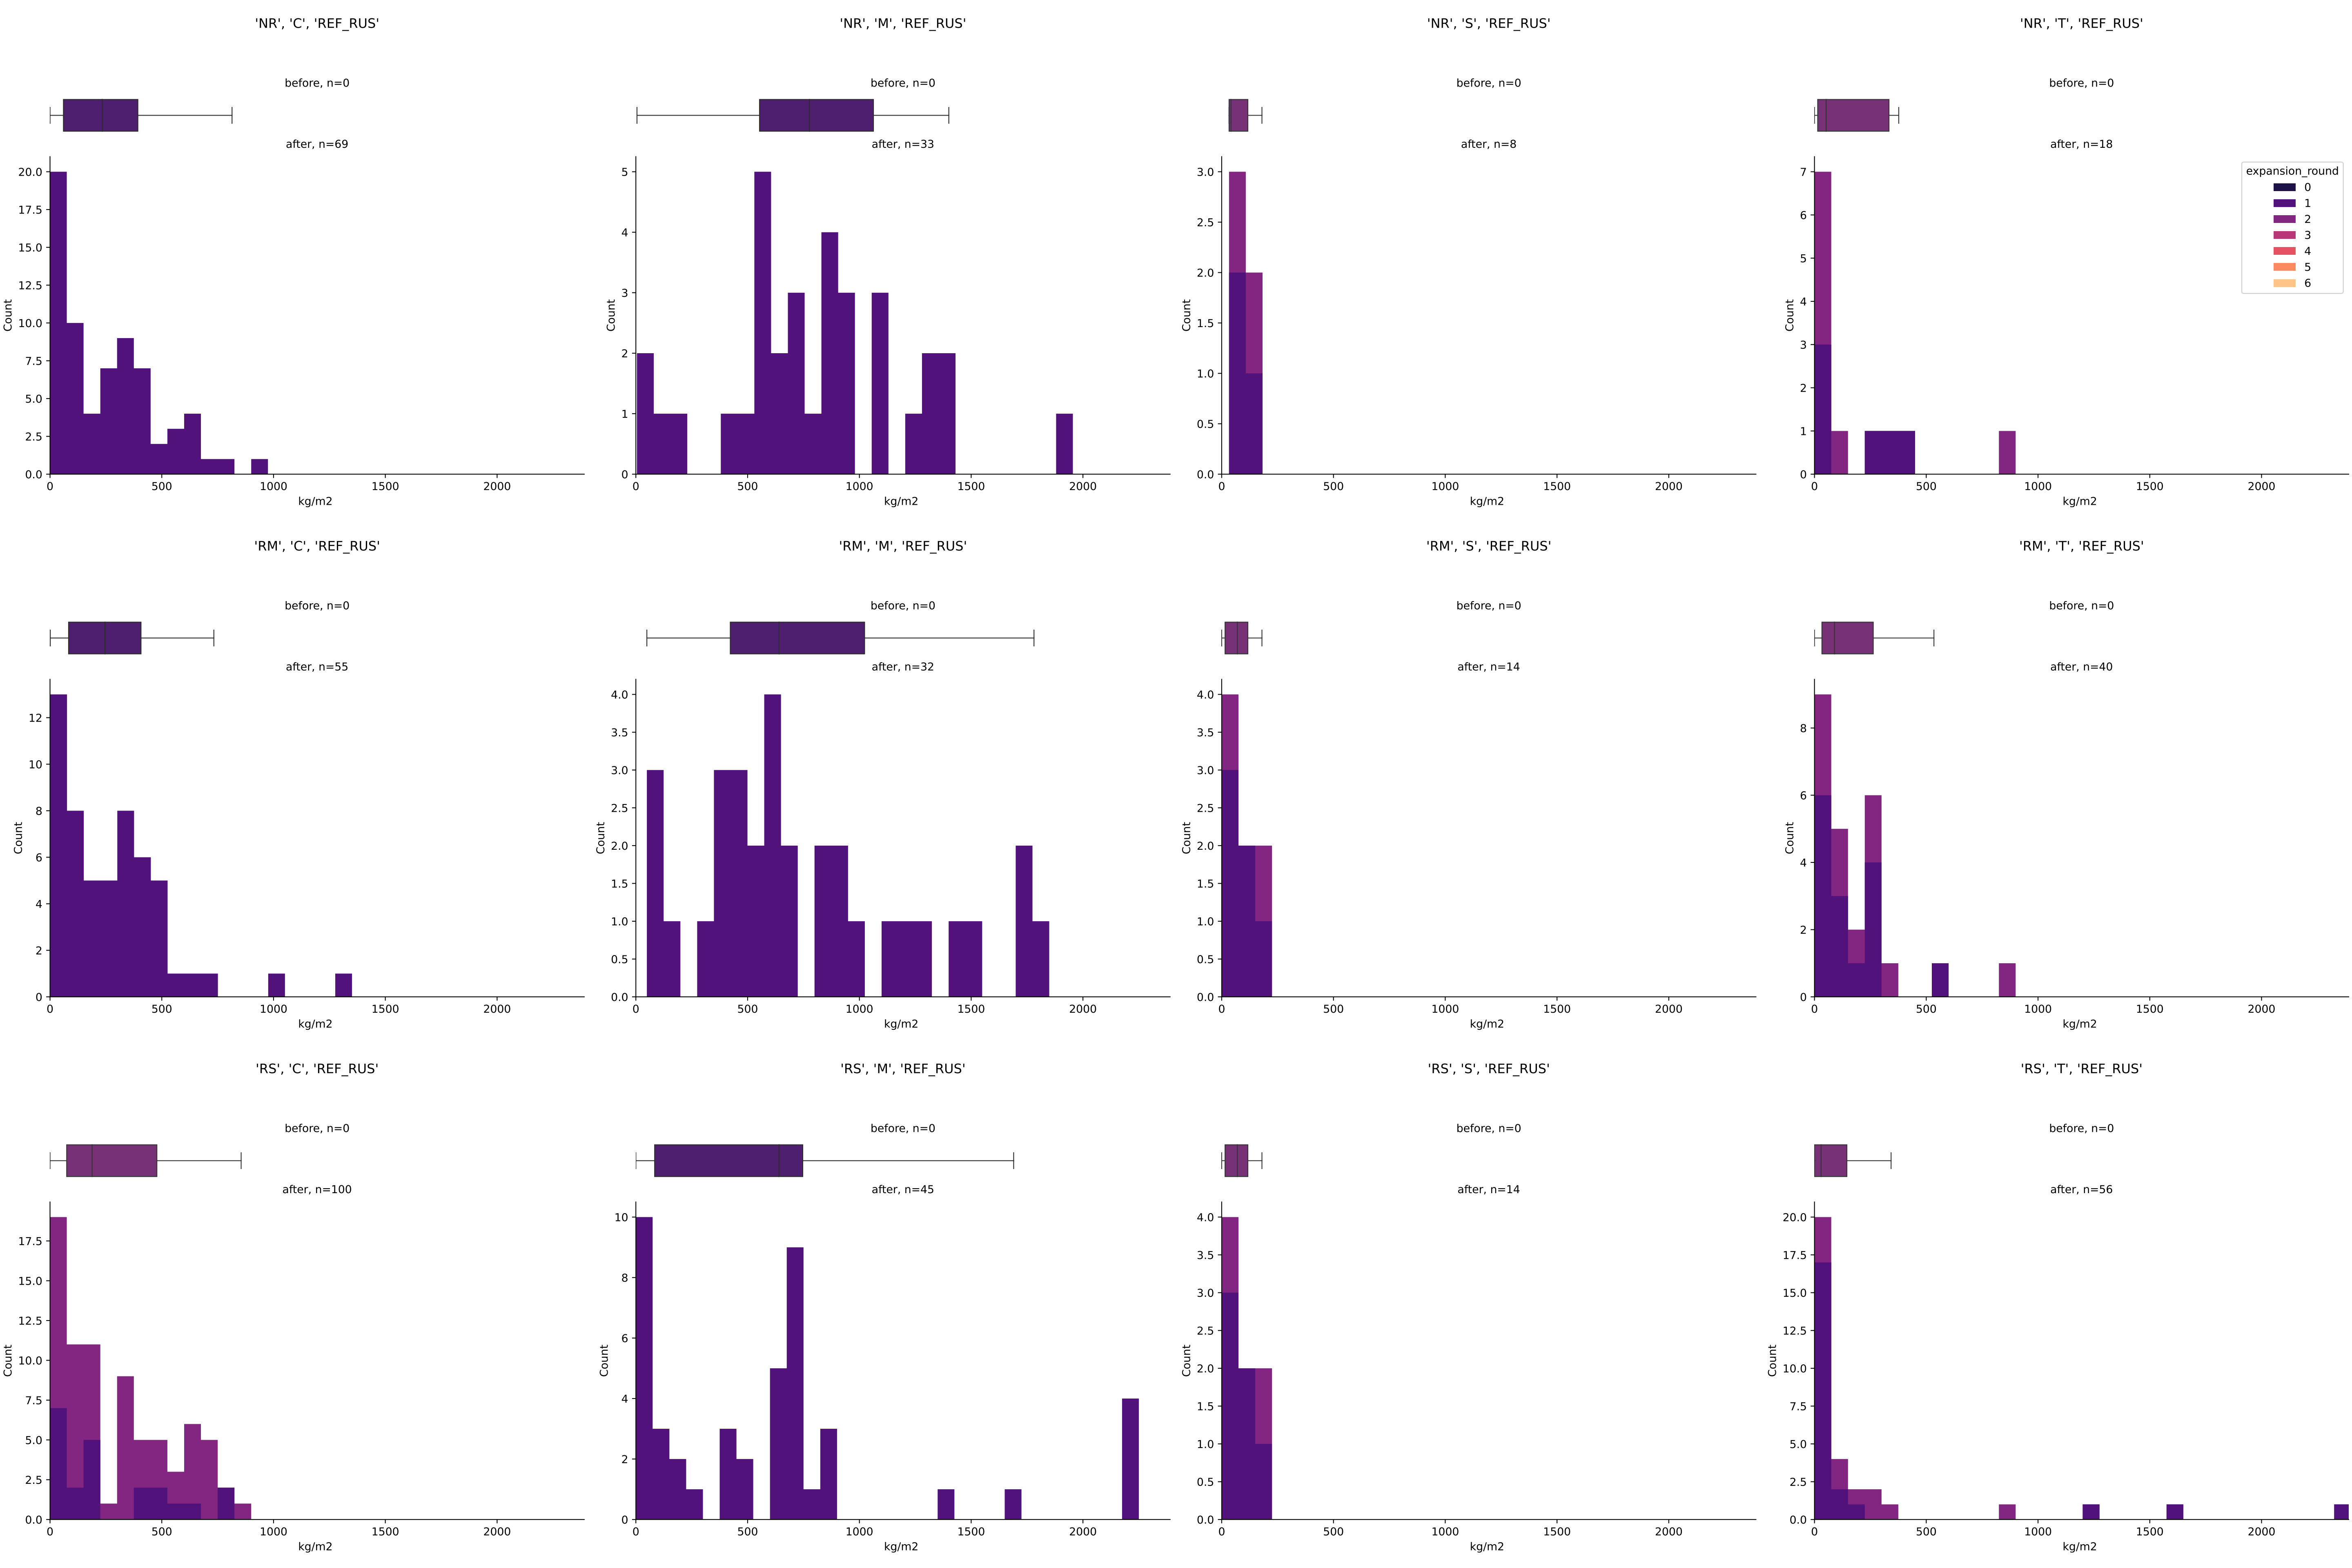 'NR', 'C', 'REF_RUS'
before, n=0
after, n=69
20.0
17.5
15.0
12.5
10.0
7.5
5.0
2.5
0.0
Count
0 500 1000 1500 2000
kg/m2
'NR', 'M', 'REF_RUS'
before, n=0
after, n=33
5
4
3
2
1
0
Count
0 500 1000 1500 2000
kg/m2
'NR', 'S', 'REF_RUS'
before, n=0
after, n=8
3.0
2.5
2.0
1.5
1.0
0.5
0.0
Count
0 500 1000 1500 2000
kg/m2
'NR', 'T', 'REF_RUS'
before, n=0
after, n=18
7
6
5
4
3
2
1
0
Count
0 500 1000 1500 2000
kg/m2
expansion_round
0
1
2
3
4
5
6
'RM', 'C', 'REF_RUS'
before, n=0
after, n=55
12
10
8
6
4
2
0
Count
0 500 1000 1500 2000
kg/m2
'RM', 'M', 'REF_RUS'
before, n=0
after, n=32
4.0
3.5
3.0
2.5
2.0
1.5
1.0
0.5
0.0
Count
0 500 1000 1500 2000
kg/m2
'RM', 'S', 'REF_RUS'
before, n=0
after, n=14
4.0
3.5
3.0
2.5
2.0
1.5
1.0
0.5
0.0
Count
0 500 1000 1500 2000
kg/m2
'RM', 'T', 'REF_RUS'
before, n=0
after, n=40
8
6
4
2
0
Count
0 500 1000 1500 2000
kg/m2
'RS', 'C', 'REF_RUS'
before, n=0
after, n=100
17.5
15.0
12.5
10.0
7.5
5.0
2.5
0.0
Count
0 500 1000 1500 2000
kg/m2
'RS', 'M', 'REF_RUS'
before, n=0
after, n=45
10
8
6
4
2
0
Count
0 500 1000 1500 2000
kg/m2
'RS', 'S', 'REF_RUS'
before, n=0
after, n=14
4.0
3.5
3.0
2.5
2.0
1.5
1.0
0.5
0.0
Count
0 500 1000 1500 2000
kg/m2
'RS', 'T', 'REF_RUS'
before, n=0
after, n=56
20.0
17.5
15.0
12.5
10.0
7.5
5.0
2.5
0.0
Count
0 500 1000 1500 2000
kg/m2